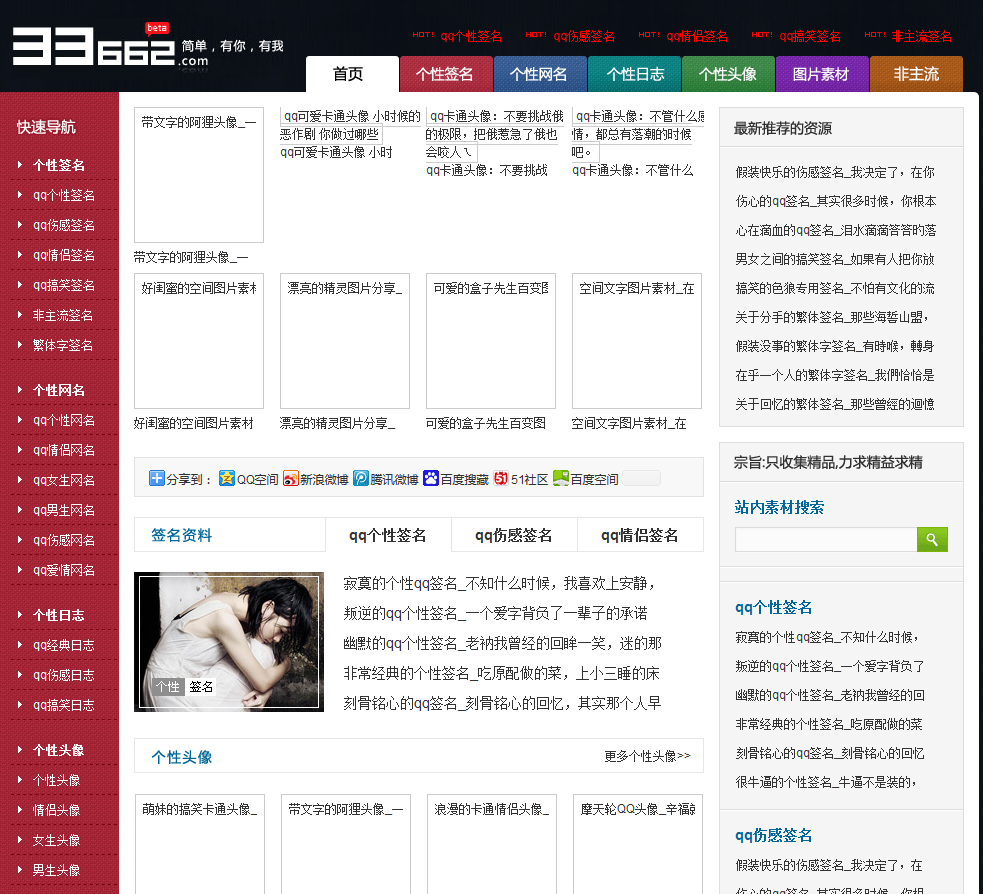 33662.com
beta
简单，有你，有我
HOT! qq个性签名
HOT! qq伤感签名
HOT! qq情侣签名
HOT! qq搞笑签名
HOT! 非主流签名
首页
个性签名
个性网名
个性日志
个性头像
图片素材
非主流
快速导航
个性签名
qq个性签名
qq伤感签名
qq情侣签名
qq搞笑签名
非主流签名
繁体字签名
个性网名
qq个性网名
qq情侣网名
qq女生网名
qq男生网名
qq伤感网名
qq爱情网名
个性日志
qq经典日志
qq伤感日志
qq搞笑日志
个性头像
个性头像
情侣头像
女生头像
男生头像
带文字的阿狸头像_一
带文字的阿狸头像_一
qq可爱卡通头像 小时候的
恶作剧 你做过哪些
qq可爱卡通头像 小时
qq卡通头像：不要挑战俄
的极限，把俄惹急了俄也
会咬人ㄟ
qq卡通头像：不要挑战
qq卡通头像：不管什么感
情，都总有落潮的时候
吧。
qq卡通头像：不管什么
好闺蜜的空间图片素材
好闺蜜的空间图片素材
漂亮的精灵图片分享_
漂亮的精灵图片分享_
可爱的盒子先生百变图
可爱的盒子先生百变图
空间文字图片素材_在
空间文字图片素材_在
分享到：
QQ空间
新浪微博
腾讯微博
百度搜藏
51社区
百度空间
签名资料
qq个性签名
qq伤感签名
qq情侣签名
个性 签名
寂寞的个性qq签名_不知什么时候，我喜欢上安静，
叛逆的qq个性签名_一个爱字背负了一辈子的承诺
幽默的qq个性签名_老衲我曾经的回眸一笑，迷的那
非常经典的个性签名_吃原配做的菜，上小三睡的床
刻骨铭心的qq签名_刻骨铭心的回忆，其实那个人早
个性头像
更多个性头像>>
萌妹的搞笑卡通头像_
带文字的阿狸头像_一
浪漫的卡通情侣头像_
摩天轮QQ头像_幸福就
最新推荐的资源
假装快乐的伤感签名_我决定了，在你
伤心的qq签名_其实很多时候，你根本
心在滴血的qq签名_泪水滴滴答答旳落
男女之间的搞笑签名_如果有人把你放
搞笑的色狼专用签名_不怕有文化的流
关于分手的繁体签名_那些海誓山盟，
假装没事的繁体字签名_有時喉，轉身
在乎一个人的繁体字签名_我們恰恰是
关于回忆的繁体签名_那些曾經的迴憶
宗旨:只收集精品,力求精益求精
站内素材搜索
qq个性签名
寂寞的个性qq签名_不知什么时候，
叛逆的qq个性签名_一个爱字背负了
幽默的qq个性签名_老衲我曾经的回
非常经典的个性签名_吃原配做的菜
刻骨铭心的qq签名_刻骨铭心的回忆
很牛逼的个性签名_牛逼不是装的，
qq伤感签名
假装快乐的伤感签名_我决定了，在
伤心的qq签名_其实很多时候，你根